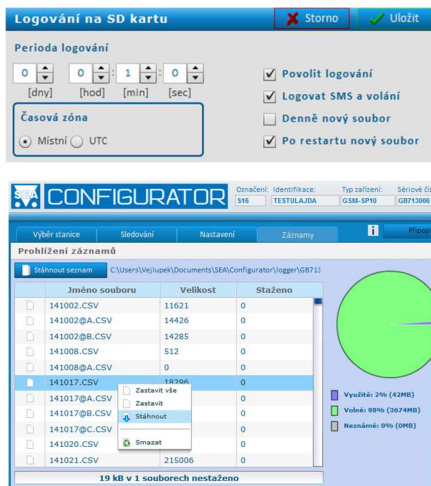 Logování na SD kartu
Storno
Uložit
Perioda logování
0 0 : 1 : 0
[dny] [hod] [min] [sec]
Časová zóna
Místní UTC
Povolit logování
Logovat SMS a volání
Denně nový soubor
Po restartu nový soubor
SEA CONFIGURATOR
Označení: Identifikace: Typ zařízení: Sériové čís
S16 TESTULAJDA GSM-SP10 GB713006
Výběr stanice Sledování Nastavení Záznamy i Připoji
Prohlížení záznamů
Stáhnout seznam C:\Users\Vejlupek\Documents\SEA\Configurator\logger\GB713
Jméno souboru Velikost Staženo
141002.CSV 11621 0
141002@A.CSV 14426 0
141002@B.CSV 14285 0
141008.CSV 512 0
141008@A.CSV 0 0
141017.CSV 18296 0
141017@A.CSV 0
141017@B.CSV 0
141017@C.CSV 0
141020.CSV 0
141021.CSV 215006 0
Zastavit vše
Zastavit
Stáhnout
Smazat
19 kB v 1 souborech nestaženo
Využité: 2% (42MB)
Volné: 98% (3674MB)
Neznámé: 0% (0MB)